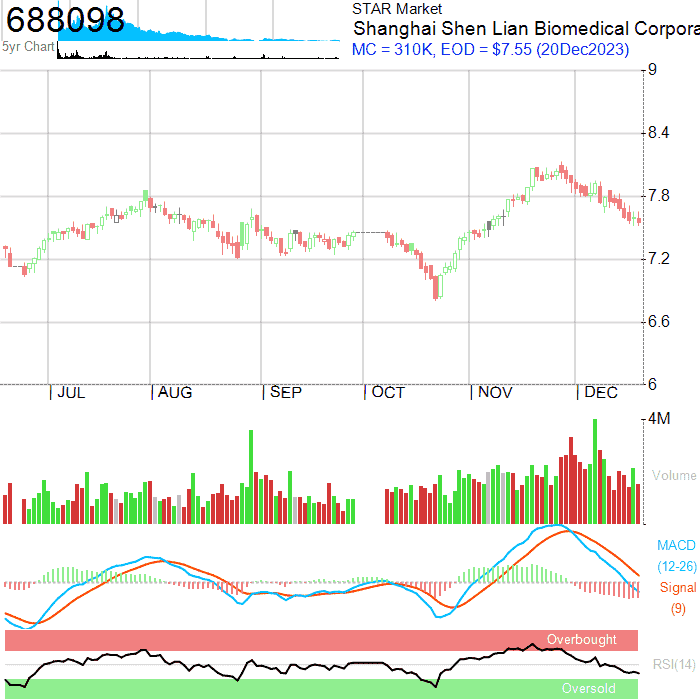 688098
5yr Chart
STAR Market
Shanghai Shen Lian Biomedical Corpora
MC = 310K, EOD = $7.55 (20Dec2023)
9
8.4
7.8
7.2
6.6
6
JUL AUG SEP OCT NOV DEC
4M
Volume
MACD
(12-26)
Signal
(9)
Overbought
RSI(14)
Oversold